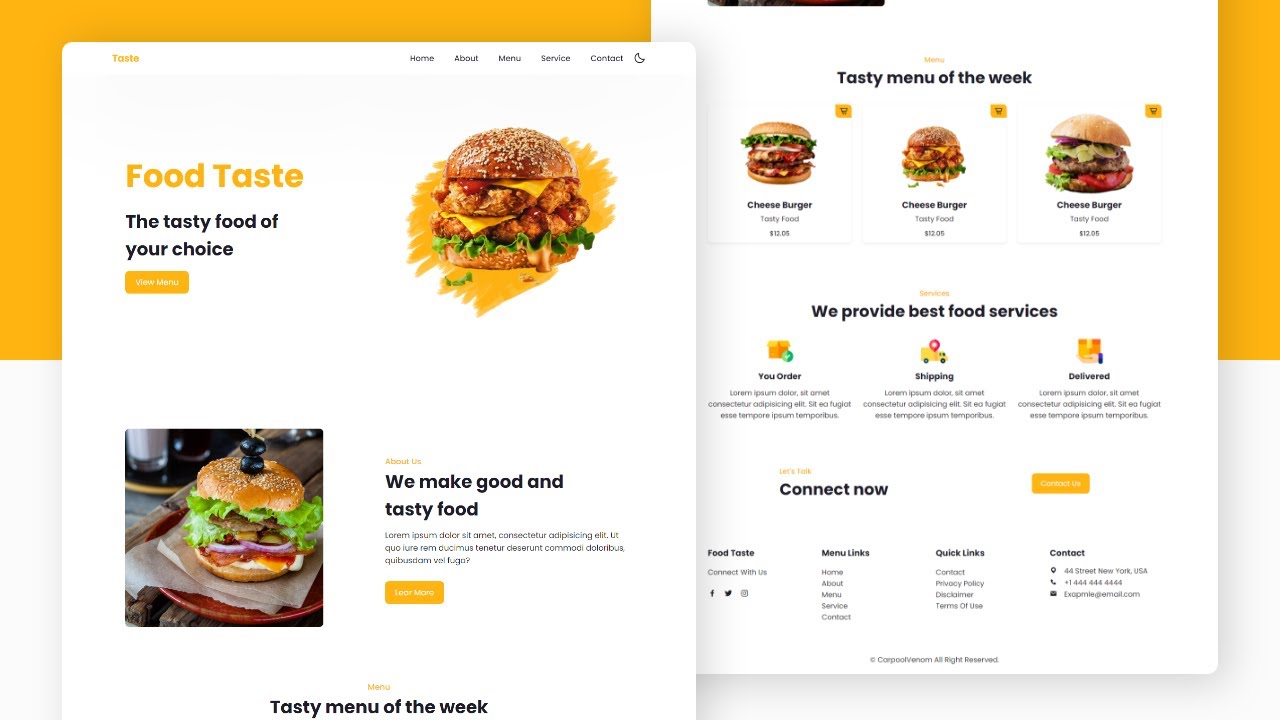 Taste
Home About Menu Service Contact
Food Taste
The tasty food of
your choice
View Menu
About Us
We make good and
tasty food
Lorem ipsum dolor sit amet, consectetur adipisicing elit. Ut
quo iure rem ducimus tenetur deserunt commodi doloribus,
quibusdam vel fugo?
Lear More
Menu
Tasty menu of the week
Menu
Tasty menu of the week
Cheese Burger
Tasty Food
$12.05
Cheese Burger
Tasty Food
$12.05
Cheese Burger
Tasty Food
$12.05
Services
We provide best food services
You Order
Lorem ipsum dolor, sit amet
consectetur adipisicing elit. Sit ea fugiat
esse tempore ipsum temporibus.
Shipping
Lorem ipsum dolor, sit amet
consectetur adipisicing elit. Sit ea fugiat
esse tempore ipsum temporibus.
Delivered
Lorem ipsum dolor, sit amet
consectetur adipisicing elit. Sit ea fugiat
esse tempore ipsum temporibus.
Let's Talk
Connect now
Contact Us
Food Taste
Connect With Us
Menu Links
Home
About
Menu
Service
Contact
Quick Links
Contact
Privacy Policy
Disclaimer
Terms Of Use
Contact
44 Street New York, USA
+1 444 444 4444
Exapmle@email.com
© CarpoolVenom All Right Reserved.